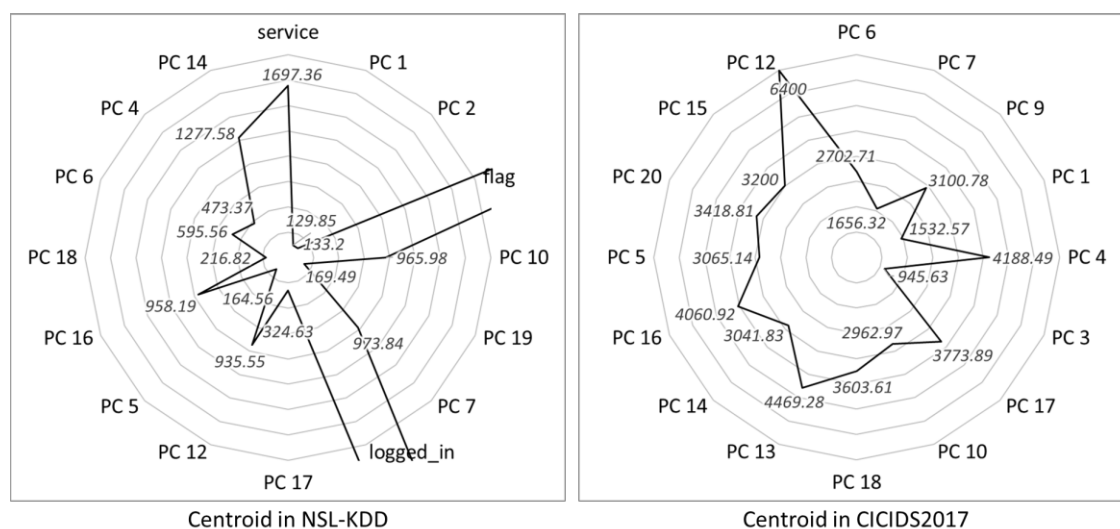 service
PC 1
PC 2
flag
PC 10
PC 19
PC 7
logged_in
PC 17
PC 12
PC 5
PC 16
PC 18
PC 6
PC 4
PC 14
1697.36
129.85
133.2
965.98
169.49
973.84
324.63
935.55
164.56
958.19
216.82
595.56
473.37
1277.58
Centroid in NSL-KDD
PC 6
PC 7
PC 9
PC 1
PC 4
PC 3
PC 17
PC 10
PC 18
PC 13
PC 14
PC 16
PC 5
PC 20
PC 15
PC 12
2702.71
1656.32
3100.78
1532.57
4188.49
945.63
3773.89
2962.97
3603.61
4469.28
3041.83
4060.92
3065.14
3418.81
3200
6400
Centroid in CICIDS2017